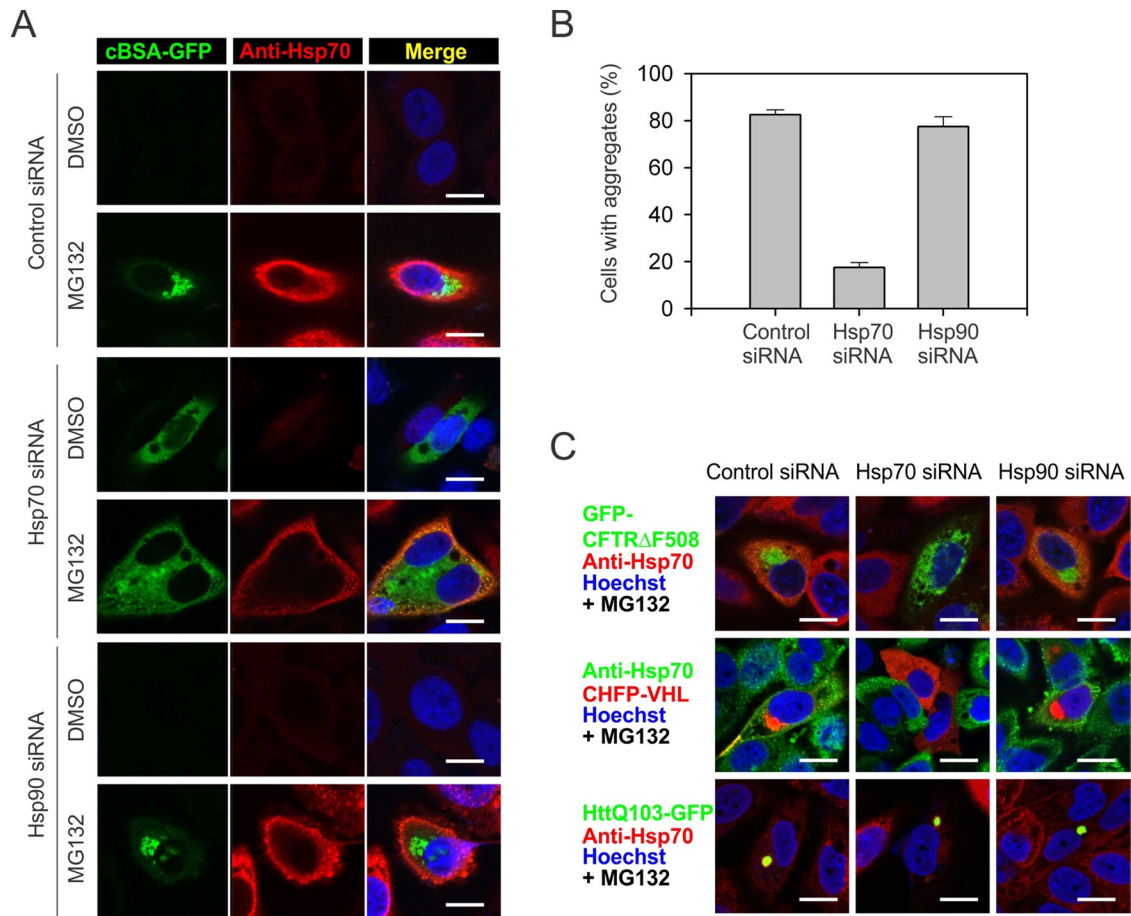 A
cBSA-GFP Anti-Hsp70 Merge
Control siRNA
DMSO
MG132
Hsp70 siRNA
DMSO
MG132
Hsp90 siRNA
DMSO
MG132
B
Cells with aggregates (%)
100
80
60
40
20
0
Control
siRNA
Hsp70
siRNA
Hsp90
siRNA
C
Control siRNA Hsp70 siRNA Hsp90 siRNA
GFP-
CFTRΔF508
Anti-Hsp70
Hoechst
+ MG132
Anti-Hsp70
CHFP-VHL
Hoechst
+ MG132
HttQ103-GFP
Anti-Hsp70
Hoechst
+ MG132